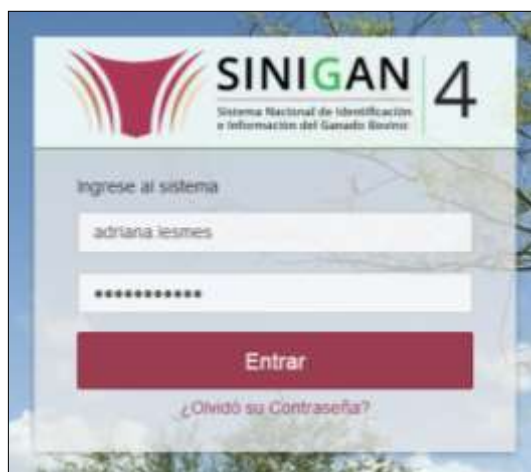 SINIGAN 4
Sistema Nacional de Identificación
e Información del Ganado Bovino
Ingrese al sistema
adriana lesmes
•••••••••••
Entrar
¿Olvidó su Contraseña?